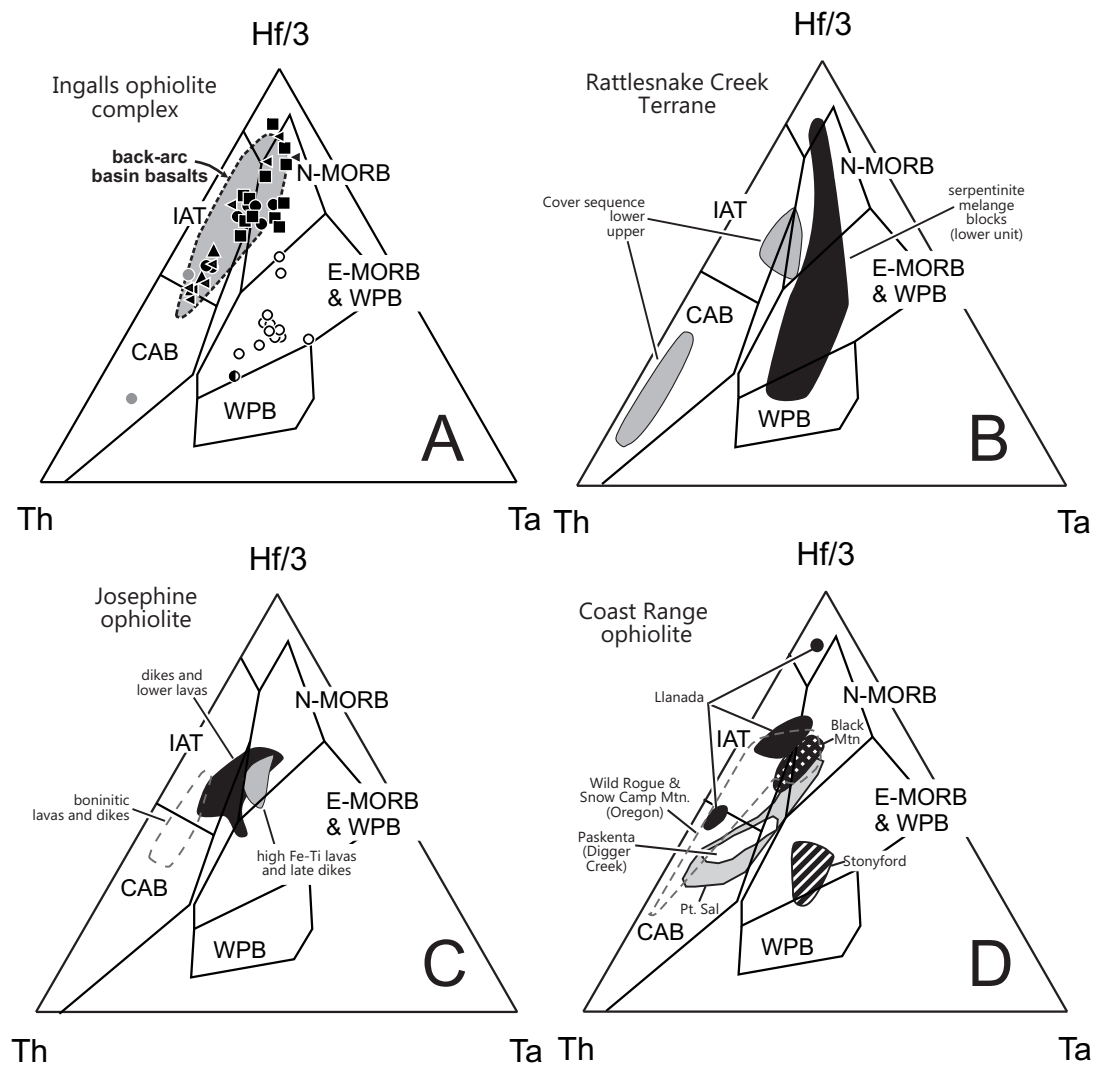 Hf/3
Ingalls ophiolite
complex
back-arc
basin basalts
N-MORB
IAT
E-MORB
& WPB
CAB
WPB
A
Th
Ta
Hf/3
Rattlesnake Creek
Terrane
N-MORB
Cover sequence
lower
upper
IAT
serpentinite
melange
blocks
(lower unit)
E-MORB
& WPB
CAB
WPB
B
Th
Ta
Hf/3
Josephine
ophiolite
dikes and
lower lavas
N-MORB
IAT
boninitic
lavas and dikes
E-MORB
& WPB
high Fe-Ti lavas
and late dikes
CAB
WPB
C
Th
Ta
Hf/3
Coast Range
ophiolite
Llanada
N-MORB
IAT
Black
Mtn
Wild Rogue &
Snow Camp Mtn.
(Oregon)
E-MORB
& WPB
Paskenta
(Digger
Creek)
Stonyford
Pt. Sal
CAB
WPB
D
Th
Ta